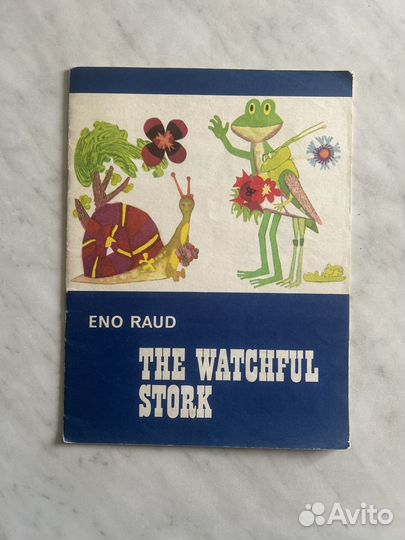 ENO RAUD
THE WATCHFUL
STORK
Avito